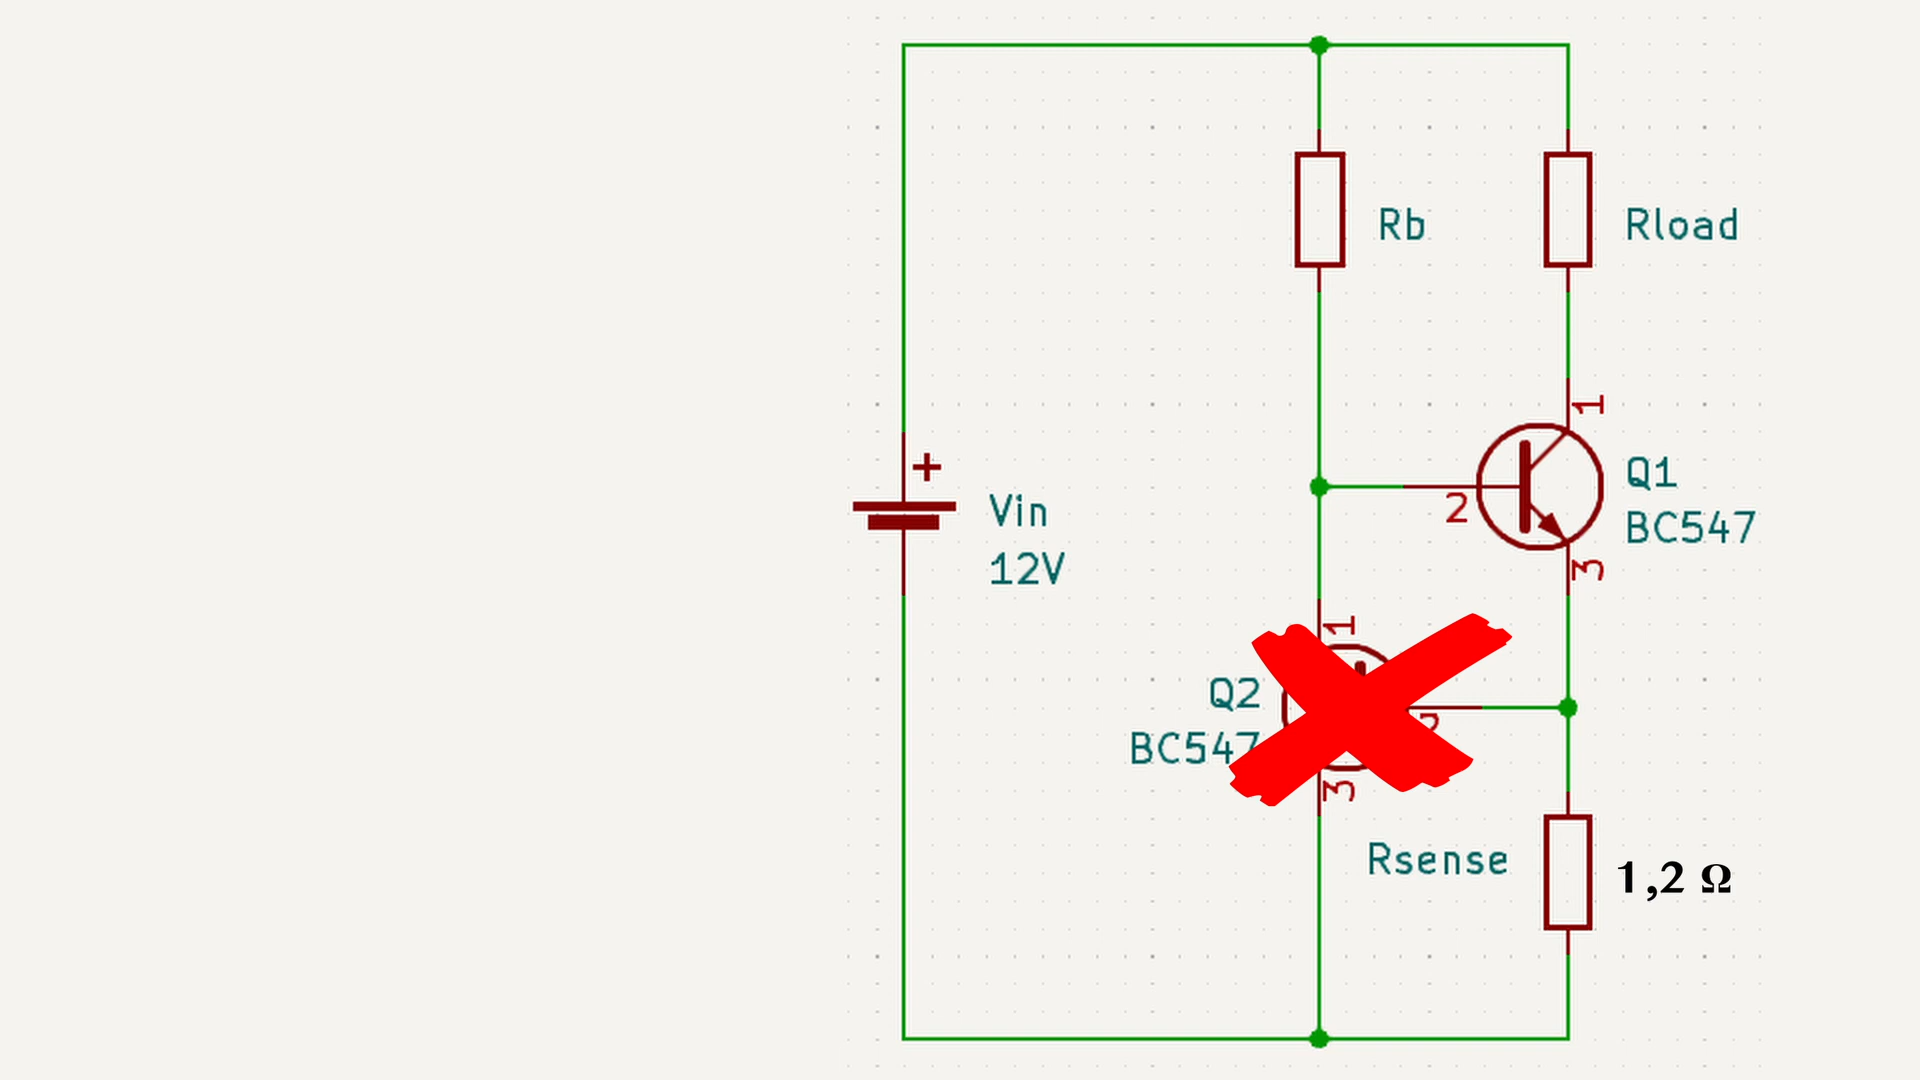 Rb
Rload
1
Q1
2
BC547
+
Vin
12V
3
1
Q2
BC547
3
Rsense
1,2 Ω